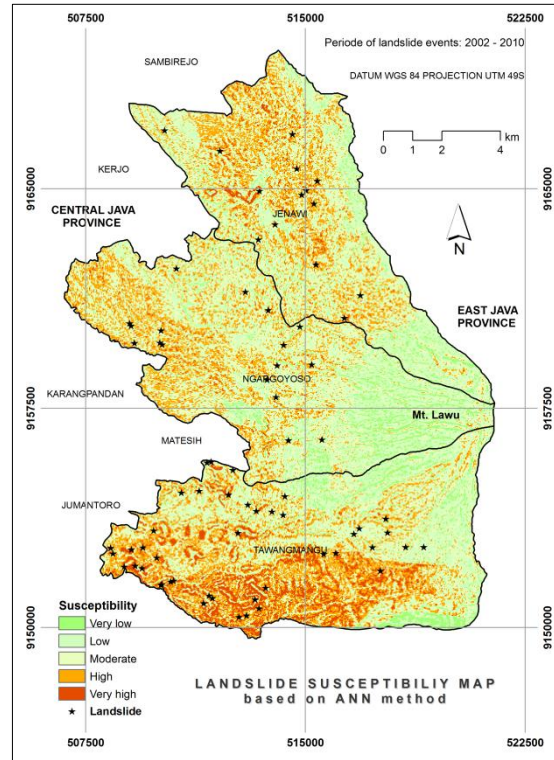 507500
515000
522500
Periode of landslide events: 2002 - 2010
SAMBIREJO
DATUM WGS 84 PROJECTION UTM 49S
0
2
4
km
KERJO
9165000
9165000
CENTRAL JAVA
PROVINCE
JENAWI
N
EAST JAVA
PROVINCE
KARANGPANDAN
NGARGOYOSO
9157500
9157500
Mt. Lawu
MATESIH
JUMANTORO
TAWANGMANGU
Susceptibility
Very low
Low
Moderate
High
Very high
Landslide
9150000
9150000
LANDSLIDE SUSCEPTIBILIY MAP
based on ANN method
507500
515000
522500